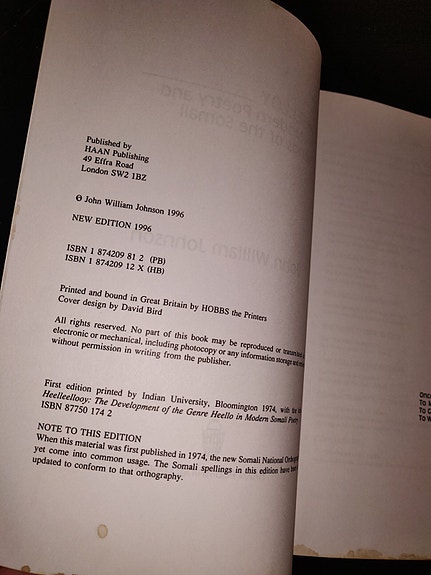 Published by
HAAN Publishing
49 Effra Road
London SW2 1BZ
© John William Johnson 1996
NEW EDITION 1996
ISBN 1 874209 81 2 (PB)
ISBN 1 874209 12 X (HB)
Printed and bound in Great Britain by HOBBS the Printers
Cover design by David Bird
All rights reserved. No part of this book may be reproduced or
electronic or mechanical, including photocopy or any information storage and
without permission in writing from the publisher.
First edition printed by Indian University, Bloomington 1974, with the
Heelleellooy: The Development of the Genre Heello in Modern Somali
ISBN 87750 174 2
NOTE TO THIS EDITION
When this material was first published in 1974, the new Somali National
yet come into common usage. The Somali spellings in this edition have
updated to conform to that orthography.
To
To
To